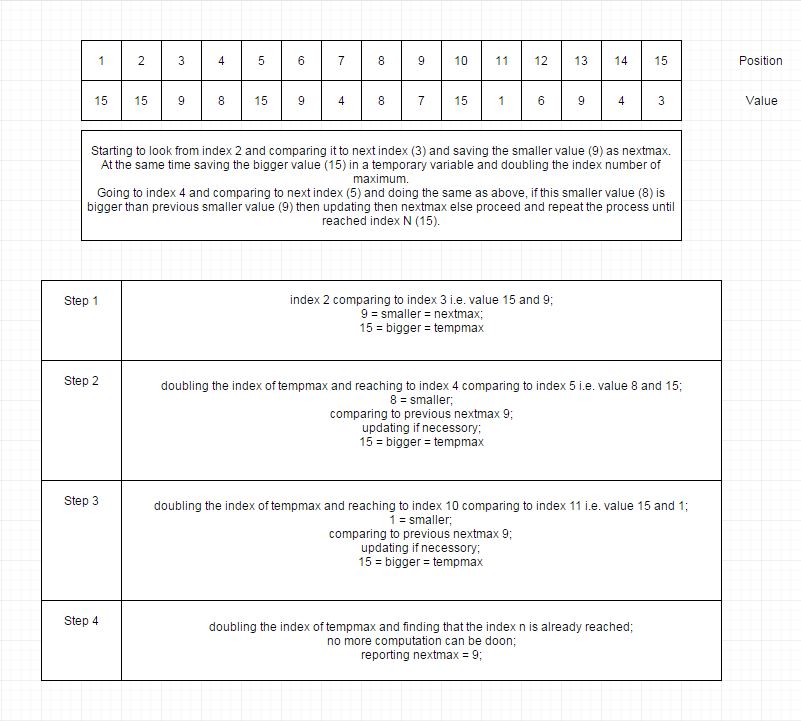 1 2 3 4 5 6 7 8 9 10 11 12 13 14 15 Position
15 15 9 8 15 9 4 8 7 15 1 6 9 4 3 Value
Starting to look from index 2 and comparing it to next index (3) and saving the smaller value (9) as nextmax.
At the same time saving the bigger value (15) in a temporary variable and doubling the index number of
maximum.
Going to index 4 and comparing to next index (5) and doing the same as above, if this smaller value (8) is
bigger than previous smaller value (9) then updating then nextmax else proceed and repeat the process until
reached index N (15).
Step 1
index 2 comparing to index 3 i.e. value 15 and 9;
9 = smaller = nextmax;
15 = bigger = tempmax
Step 2
doubling the index of tempmax and reaching to index 4 comparing to index 5 i.e. value 8 and 15;
8 = smaller;
comparing to previous nextmax 9;
updating if necessory;
15 = bigger = tempmax
Step 3
doubling the index of tempmax and reaching to index 10 comparing to index 11 i.e. value 15 and 1;
1 = smaller;
comparing to previous nextmax 9;
updating if necessory;
15 = bigger = tempmax
Step 4
doubling the index of tempmax and finding that the index n is already reached;
no more computation can be doon;
reporting nextmax = 9;